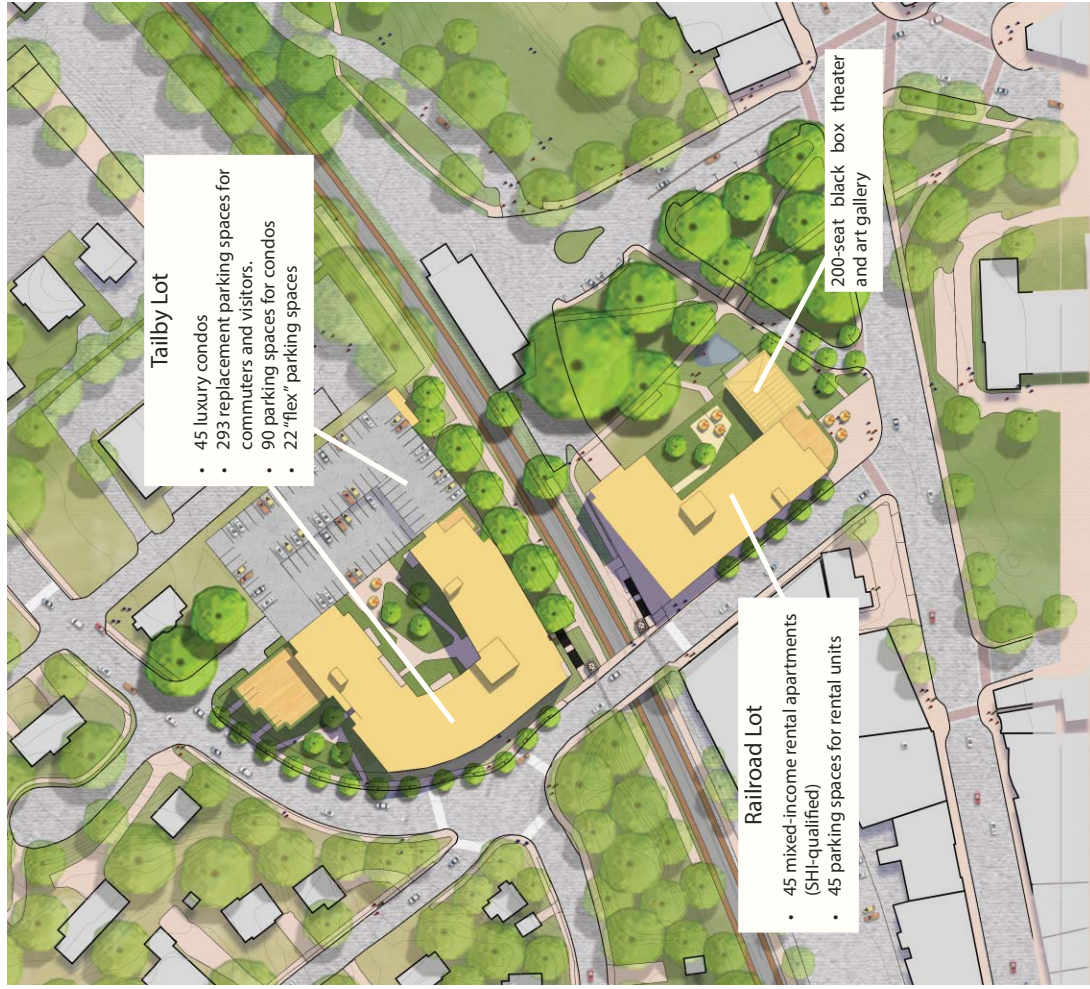 Tailby Lot
• 45 luxury condos
• 293 replacement parking spaces for
commuters and visitors.
• 90 parking spaces for condos
• 22 “flex” parking spaces
Railroad Lot
• 45 mixed-income rental apartments
(SHI-qualified)
• 45 parking spaces for rental units
200-seat black box theater
and art gallery